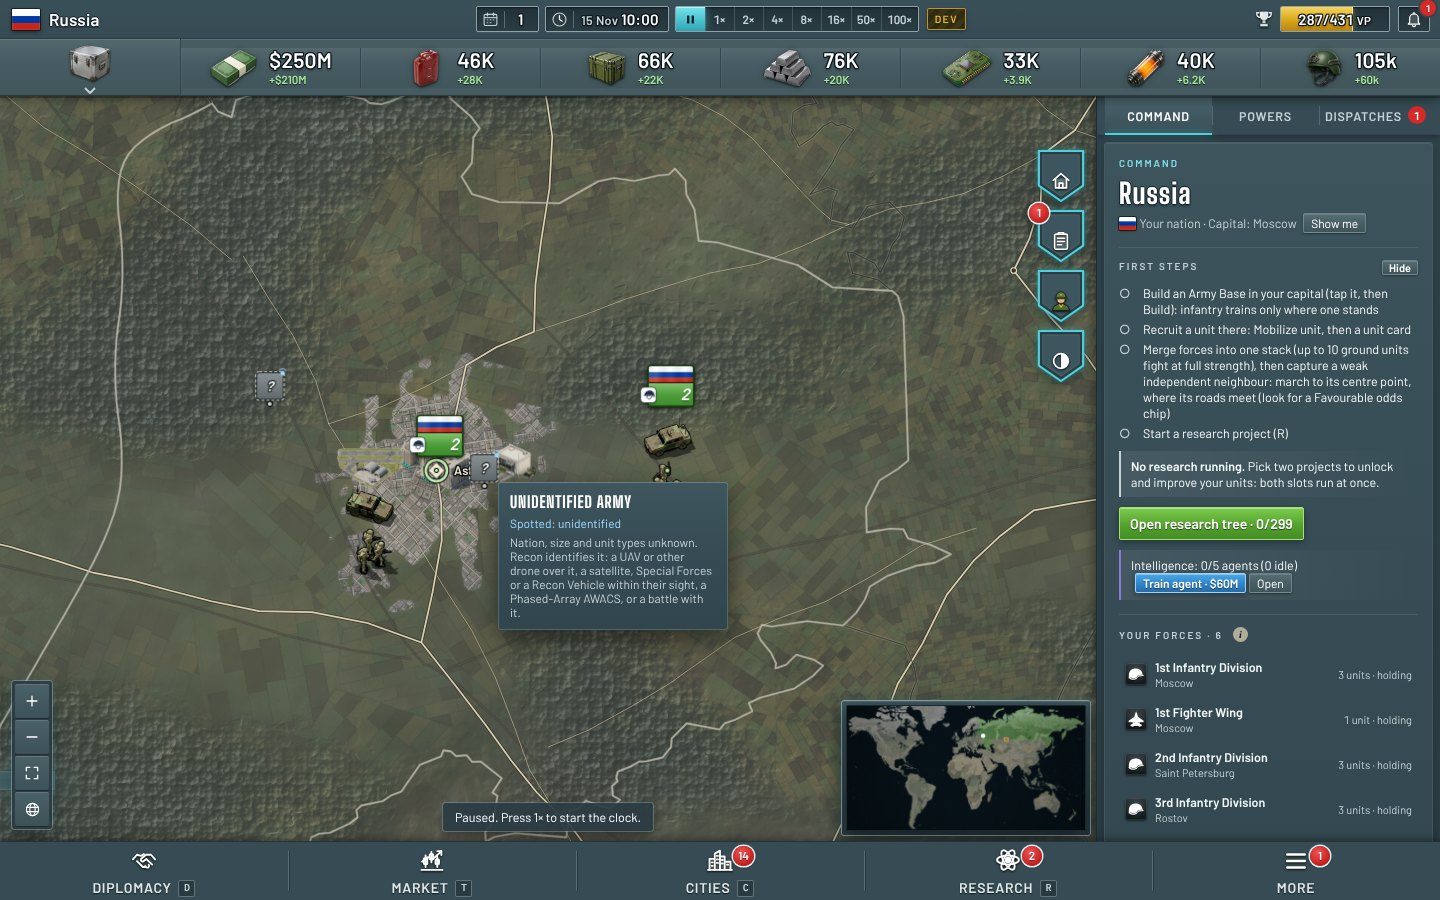 Russia
1
15 Nov 10:00
1×
2×
4×
8×
16×
50×
100×
DEV
287/431 VP
1
$250M
+$210M
46K
+28K
66K
+22K
76K
+20K
33K
+3.9K
40K
+6.2K
105k
+60k
COMMAND
POWERS
DISPATCHES 1
COMMAND
Russia
Your nation · Capital: Moscow
Show me
FIRST STEPS
Hide
Build an Army Base in your capital (tap it, then
Build): infantry trains only where one stands
Recruit a unit there: Mobilize unit, then a unit card
Merge forces into one stack (up to 10 ground units
fight at full strength), then capture a weak
independent neighbour: march to its centre point,
where its roads meet (look for a Favourable odds
chip)
Start a research project (R)
No research running. Pick two projects to unlock
and improve your units: both slots run at once.
Open research tree · 0/299
Intelligence: 0/5 agents (0 idle)
Train agent · $60M
Open
YOUR FORCES · 6
i
1st Infantry Division
Moscow
3 units · holding
1st Fighter Wing
Moscow
1 unit · holding
2nd Infantry Division
Saint Petersburg
3 units · holding
3rd Infantry Division
Rostov
3 units · holding
1
?
2
2
?
UNIDENTIFIED ARMY
Spotted: unidentified
Nation, size and unit types unknown.
Recon identifies it: a UAV or other
drone over it, a satellite, Special Forces
or a Recon Vehicle within their sight, a
Phased-Array AWACS, or a battle with
it.
+
−
Paused. Press 1× to start the clock.
DIPLOMACY D
MARKET T
14
CITIES C
2
RESEARCH R
1
MORE